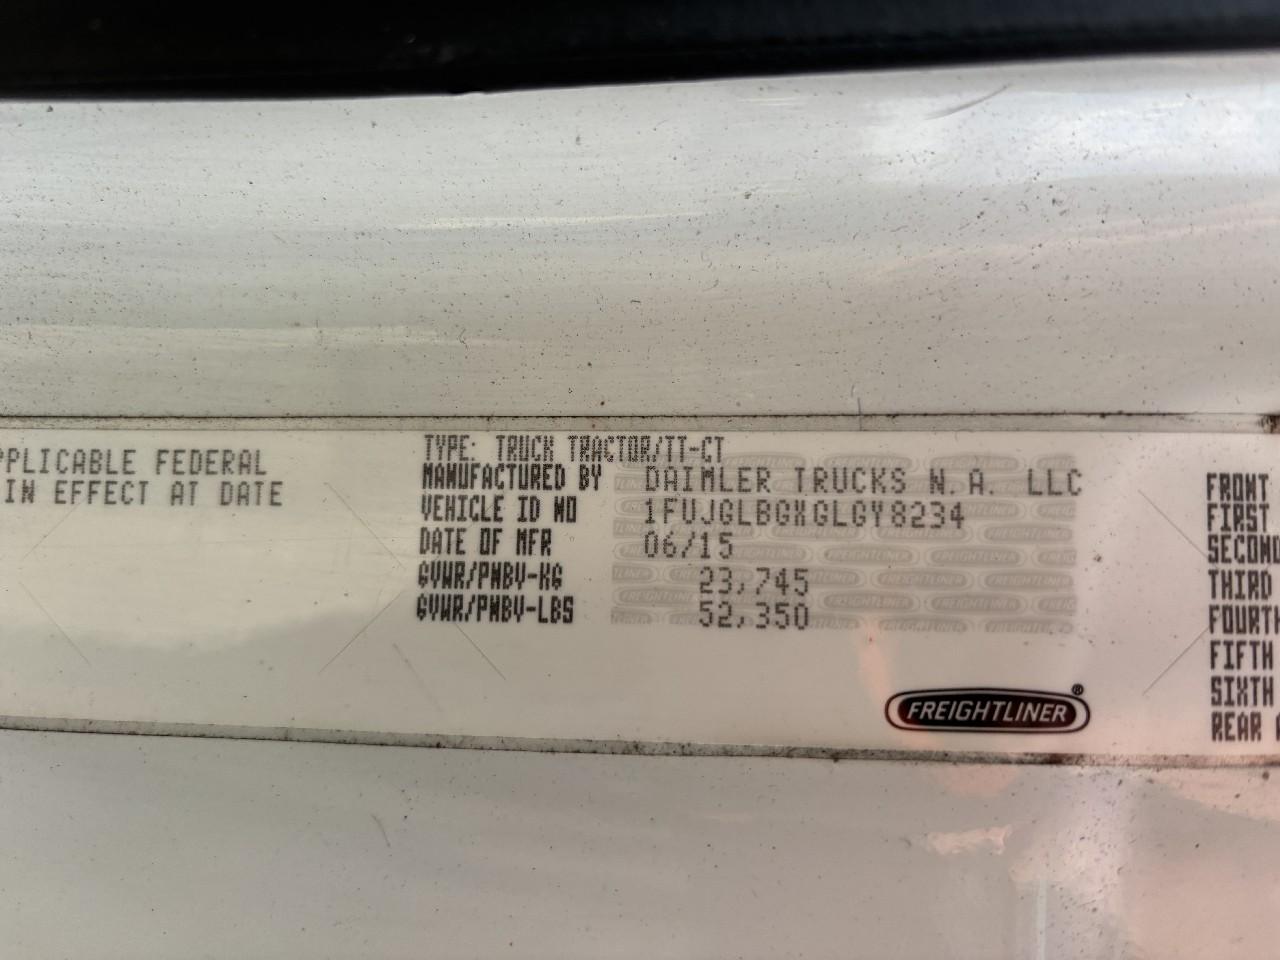 PPLICABLE FEDERAL
IN EFFECT AT DATE
TYPE: TRUCK TRACTOR/TT-CT
MANUFACTURED BY DAIMLER TRUCKS N.A. LLC
VEHICLE ID NO 1FUJGLBGXGLGY8234
DATE OF MFR 06/15
GVWR/PNBV-KG 23,745
GVWR/PNBV-LBS 52,350
FREIGHTLINER®
FRONT
FIRST
SECOND
THIRD
FOURTH
FIFTH
SIXTH
REAR